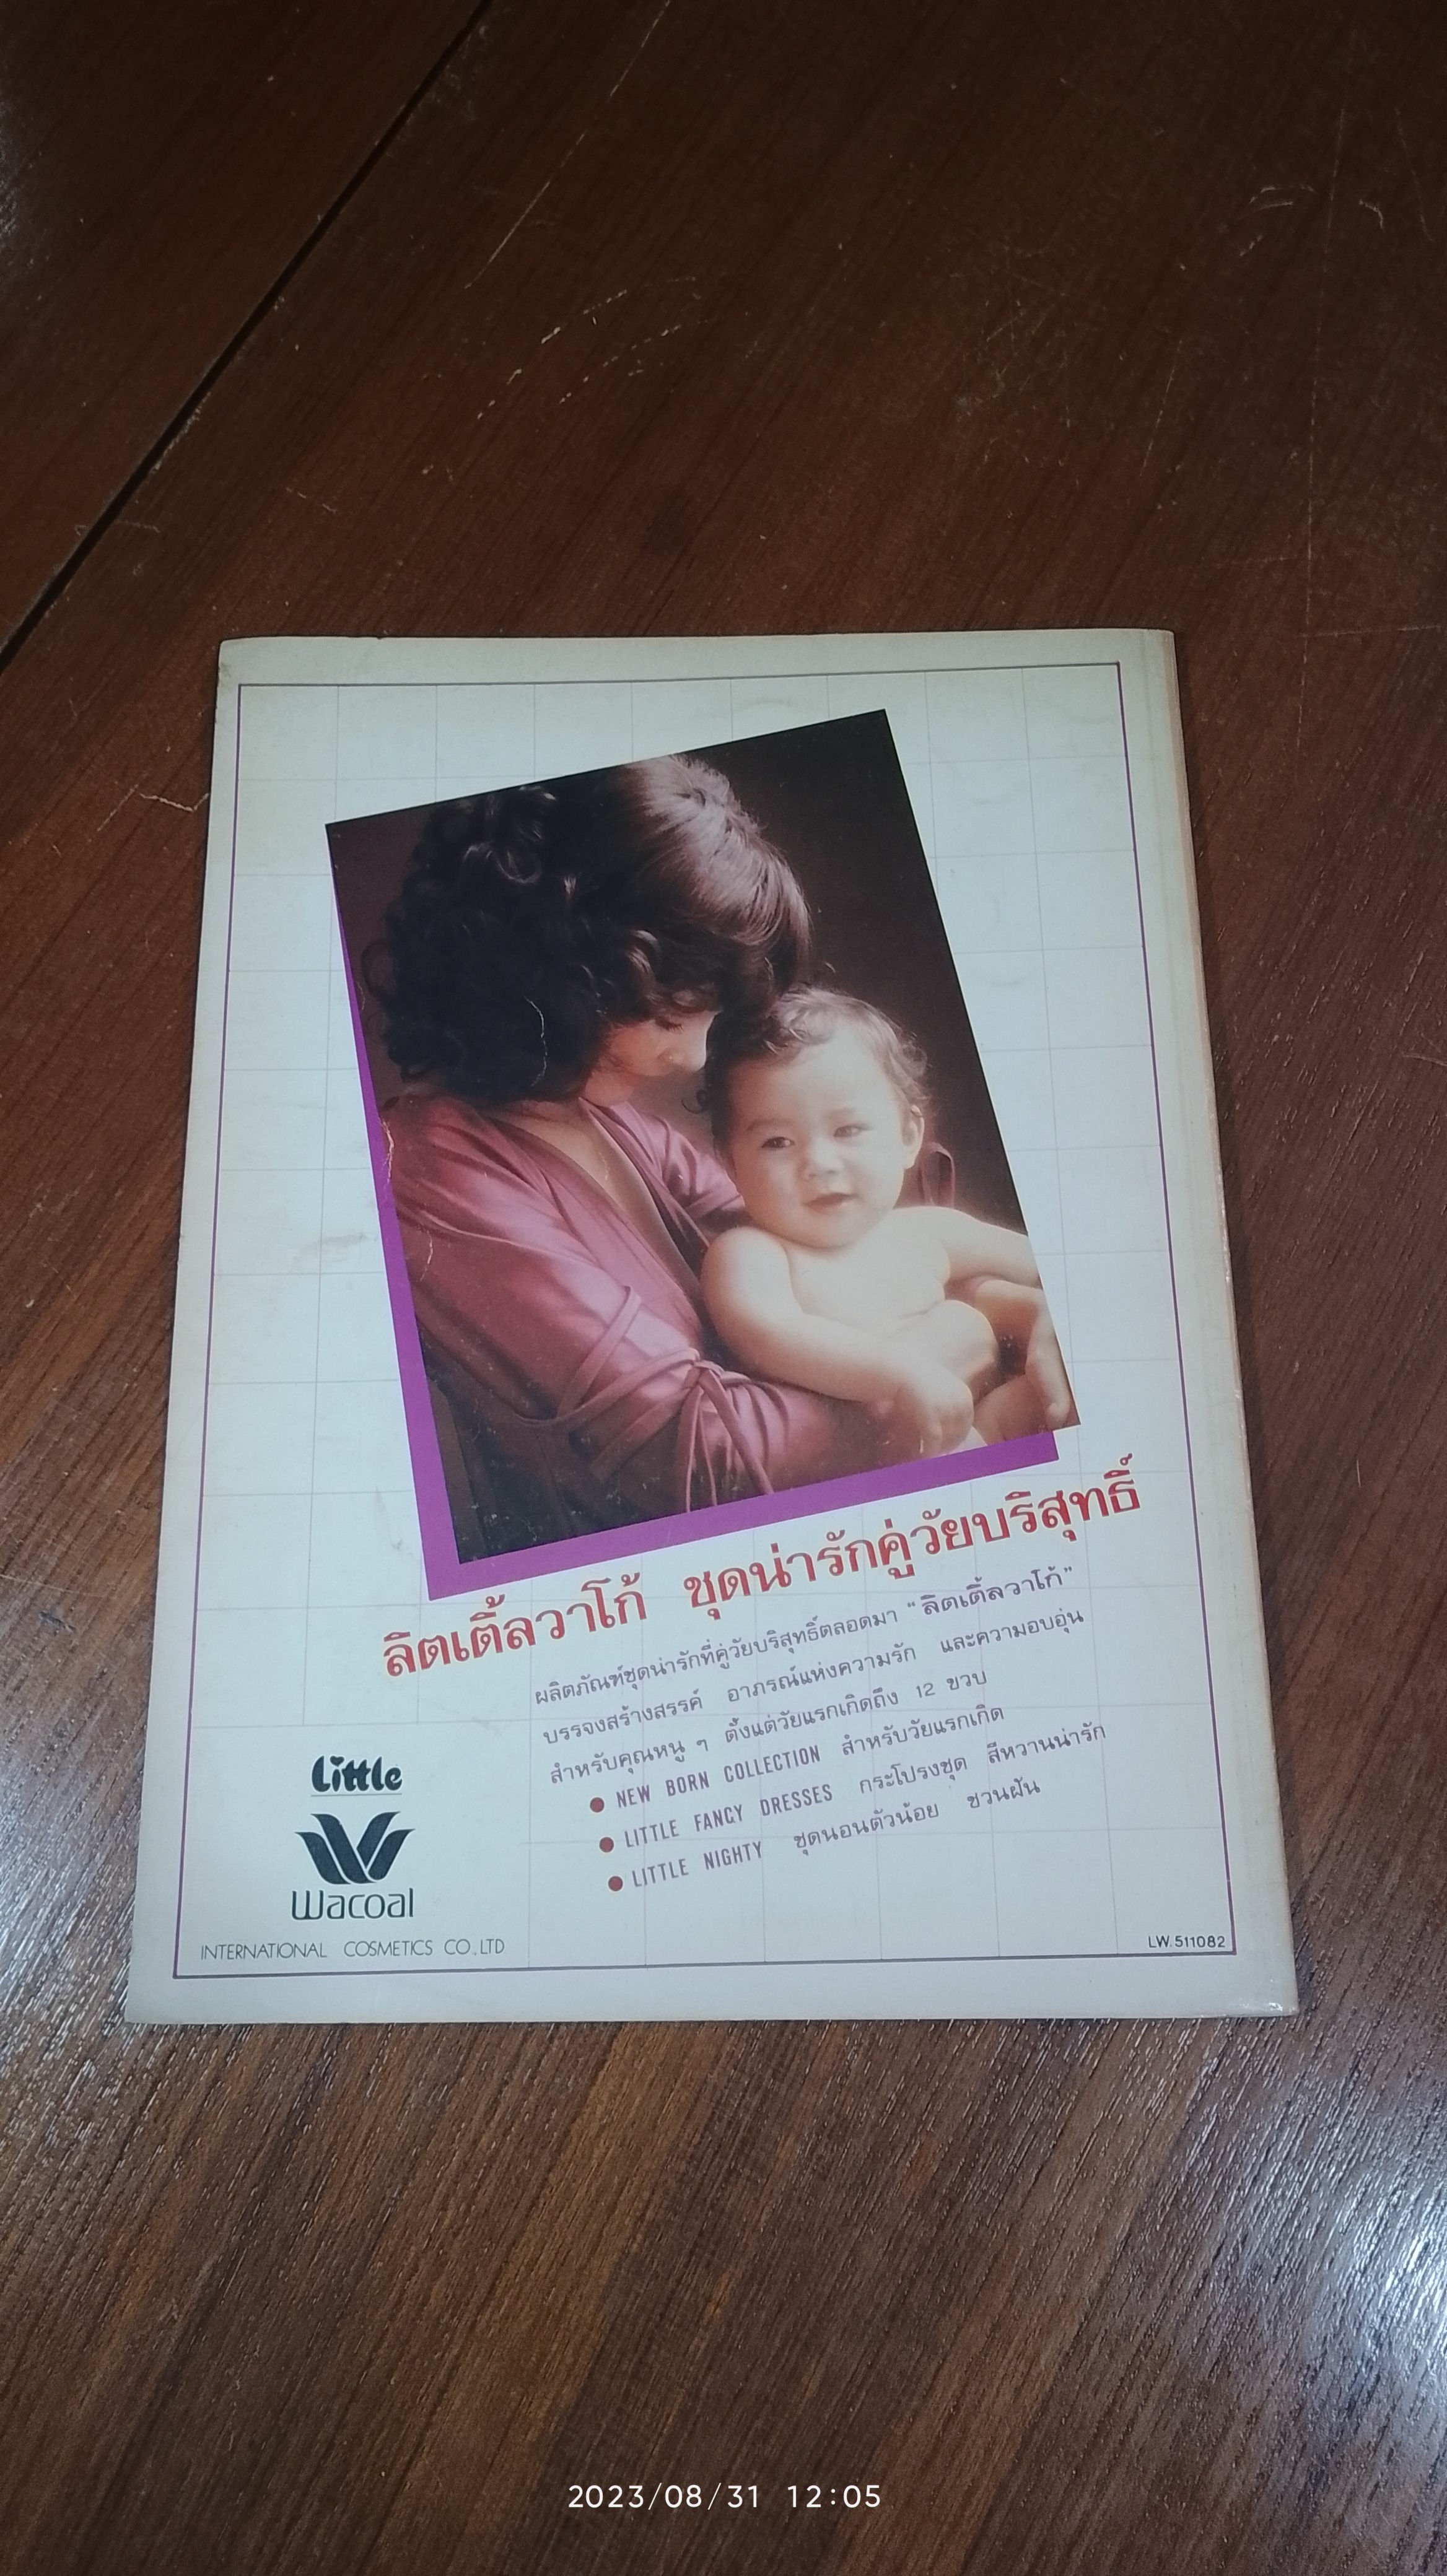 ลิตเติ้ลวาโก้ ชุดน่ารักคู่วัยบริสุทธิ์
ผลิตภัณฑ์ชุดน่ารักที่คู่วัยบริสุทธิ์ตลอดมา "ลิตเติ้ลวาโก้"
บรรจงสร้างสรรค์ อาภรณ์แห่งความรัก และความอบอุ่น
สำหรับคุณหนู ๆ ตั้งแต่วัยแรกเกิดถึง 12 ขวบ
● NEW BORN COLLECTION สำหรับวัยแรกเกิด
● LITTLE FANCY DRESSES กระโปรงชุด สีหวานน่ารัก
● LITTLE NIGHTY ชุดนอนตัวน้อย ชวนฝัน
Little
Wacoal
INTERNATIONAL COSMETICS CO.,LTD
LW. 511082
2023/08/31 12:05